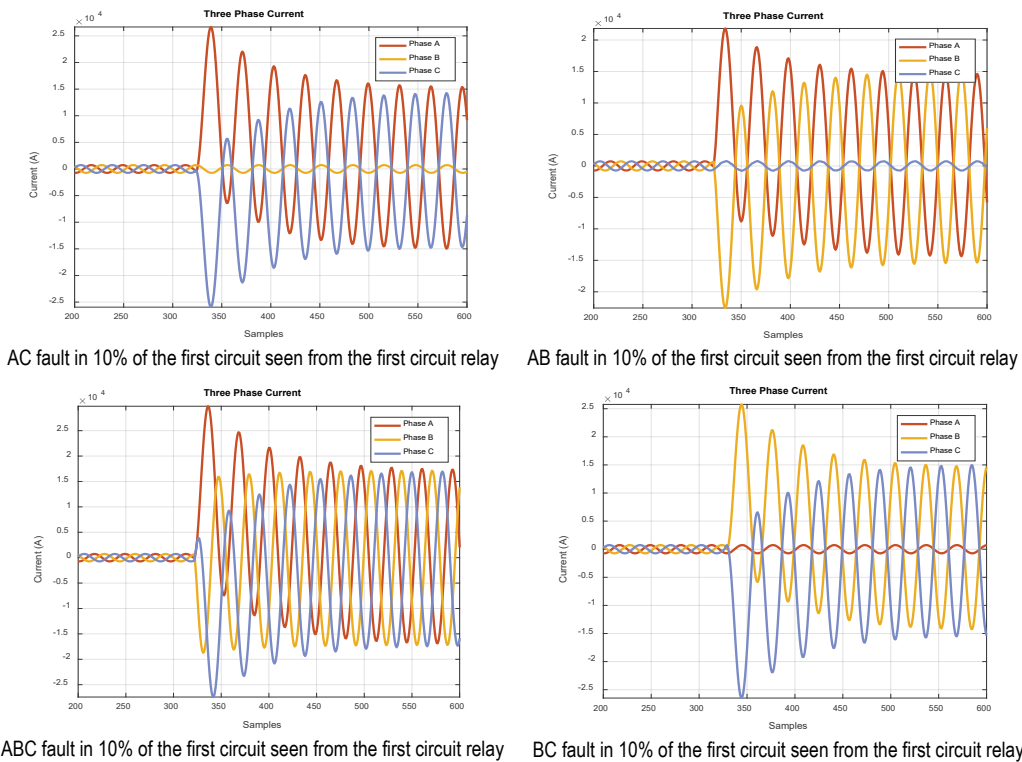 Three Phase Current
× 10 4
2.5
2
1.5
1
0.5
0
-0.5
-1
-1.5
-2
-2.5
Current (A)
Phase A
Phase B
Phase C
200 250 300 350 400 450 500 550 600
Samples
AC fault in 10% of the first circuit seen from the first circuit relay
Three Phase Current
× 10 4
2
1.5
1
0.5
0
-0.5
-1
-1.5
-2
Current (A)
Phase A
Phase B
Phase C
200 250 300 350 400 450 500 550 600
Samples
AB fault in 10% of the first circuit seen from the first circuit relay
Three Phase Current
× 10 4
2.5
2
1.5
1
0.5
0
-0.5
-1
-1.5
-2
-2.5
Current (A)
Phase A
Phase B
Phase C
200 250 300 350 400 450 500 550 600
Samples
ABC fault in 10% of the first circuit seen from the first circuit relay
Three Phase Current
× 10 4
2.5
2
1.5
1
0.5
0
-0.5
-1
-1.5
-2
-2.5
Current (A)
Phase A
Phase B
Phase C
200 250 300 350 400 450 500 550 600
Samples
BC fault in 10% of the first circuit seen from the first circuit relay